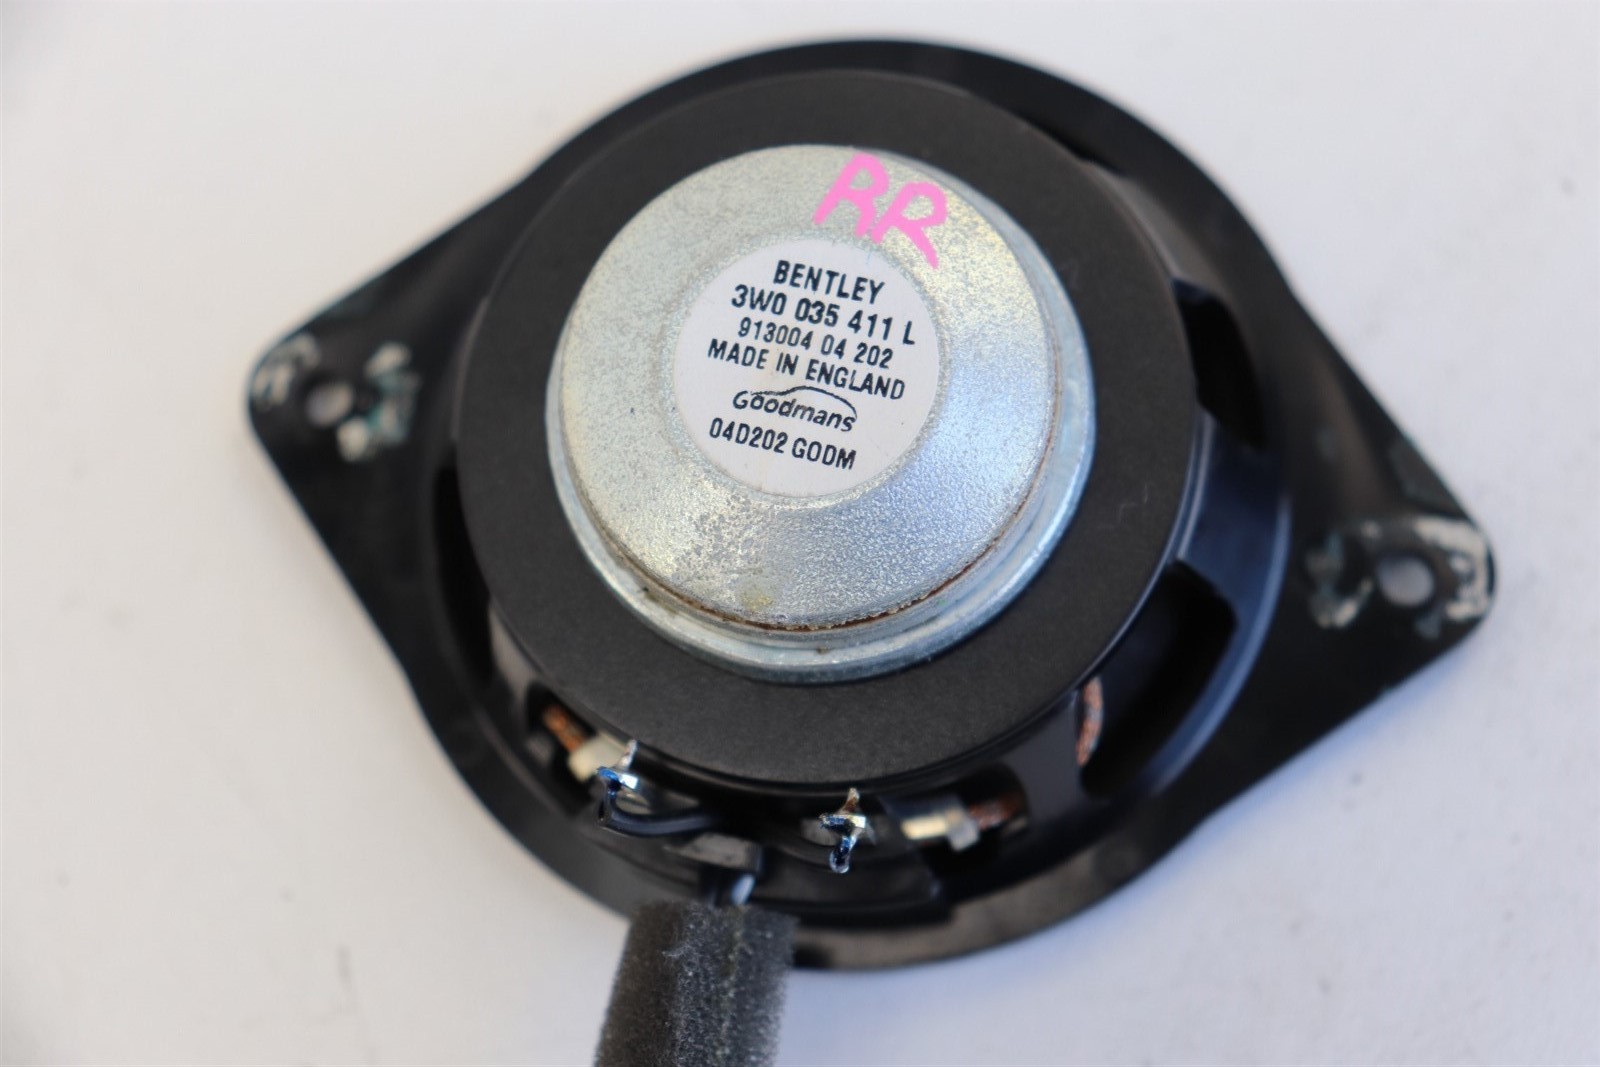 RR
BENTLEY
3W0 035 411 L
913004 04 202
MADE IN ENGLAND
Goodmans
04D202 GODM